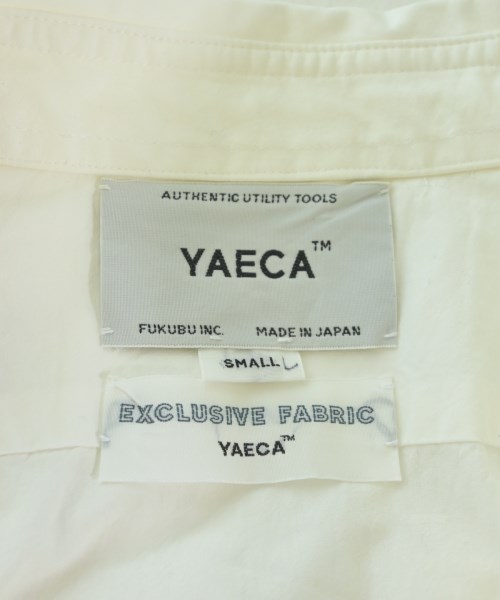 AUTHENTIC UTILITY TOOLS
YAECA™
FUKUBU INC. MADE IN JAPAN
SMALL
EXCLUSIVE FABRIC
YAECA™